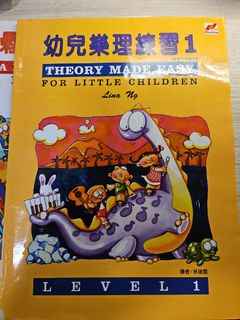 幼兒樂理練習1
THEORY MADE EASY
FOR LITTLE CHILDREN
Lina Ng
LEVEL 1